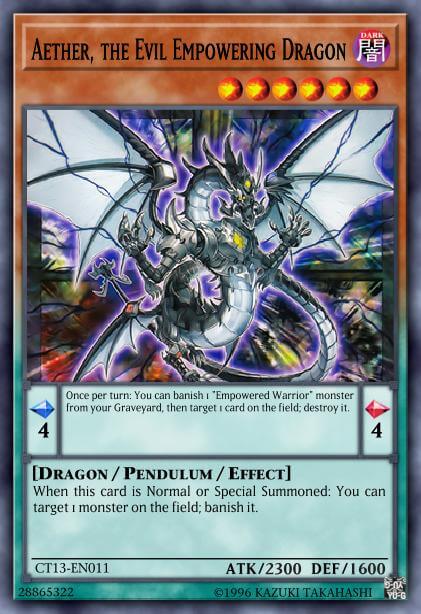 AETHER, THE EVIL EMPOWERING DRAGON
DARK
闇
Once per turn: You can banish 1 "Empowered Warrior" monster
from your Graveyard, then target 1 card on the field; destroy it.
4
4
[DRAGON / PENDULUM / EFFECT]
When this card is Normal or Special Summoned: You can
target 1 monster on the field; banish it.
CT13-EN011
ATK/2300 DEF/1600
28865322
©1996 KAZUKI TAKAHASHI